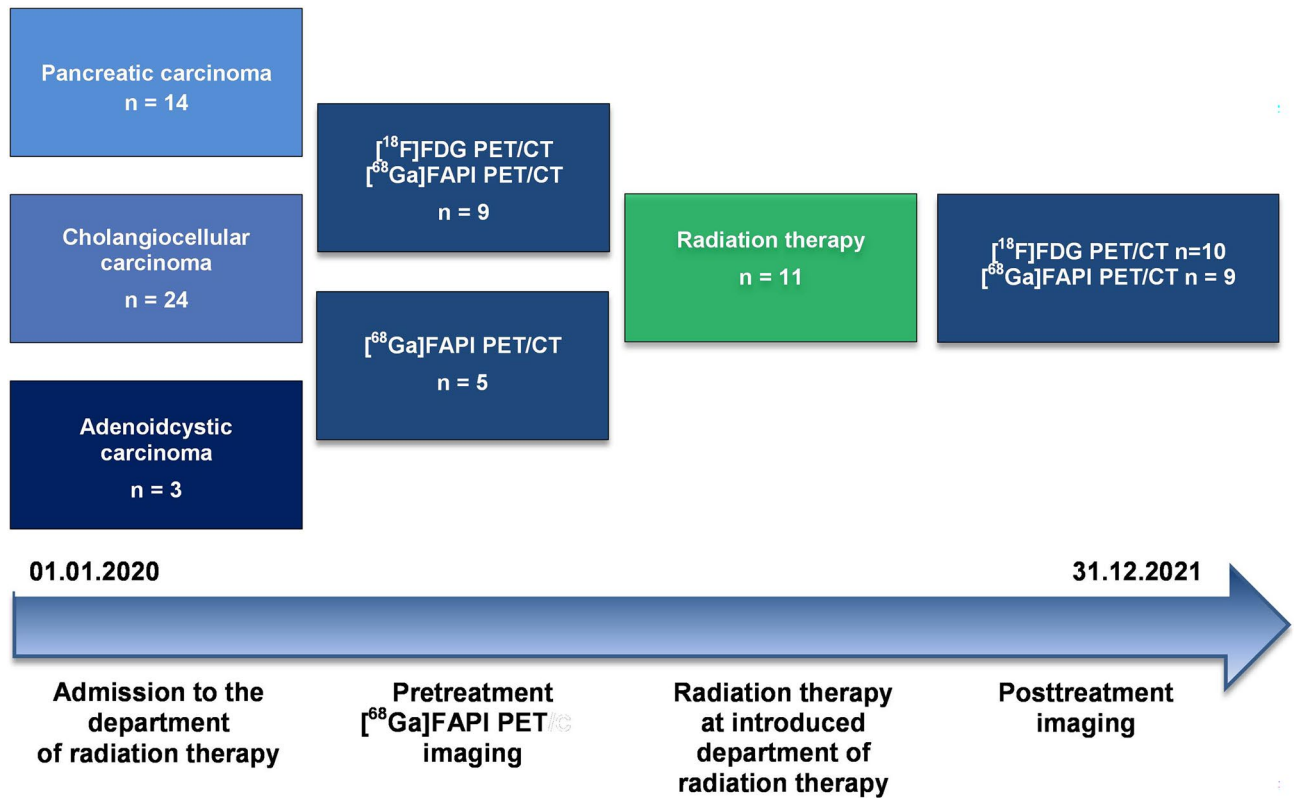 Pancreatic carcinoma
n = 14
Cholangiocellular
carcinoma
n = 24
Adenoidcystic
carcinoma
n = 3
[¹⁸F]FDG PET/CT
[⁶⁸Ga]FAPI PET/CT
n = 9
[⁶⁸Ga]FAPI PET/CT
n = 5
Radiation therapy
n = 11
[¹⁸F]FDG PET/CT n=10
[⁶⁸Ga]FAPI PET/CT n = 9
01.01.2020
31.12.2021
Admission to the
department
of radiation therapy
Pretreatment
[⁶⁸Ga]FAPI PET/C
imaging
Radiation therapy
at introduced
department of
radiation therapy
Posttreatment
imaging